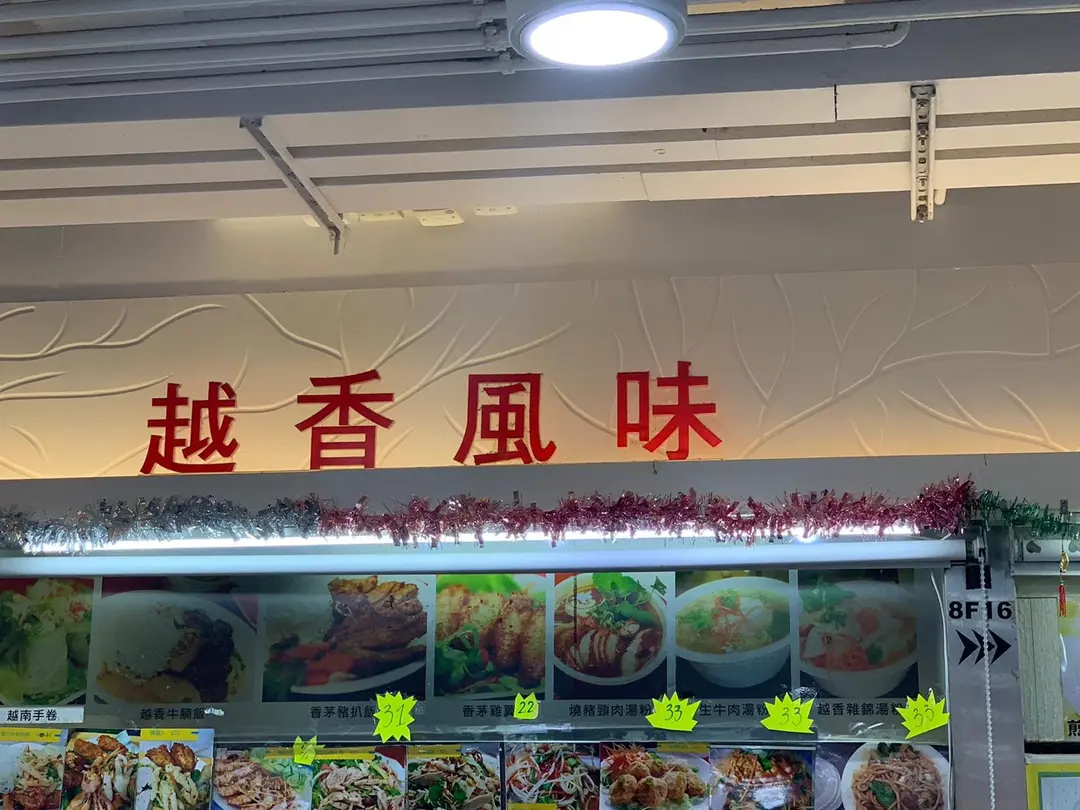 越香風味
8F16
越南手卷
越香牛腩飯
香茅豬扒飯
31
香茅雞翼
22
燒豬頸肉湯粉
33
生牛肉湯粉
33
越香雜錦湯粉
33